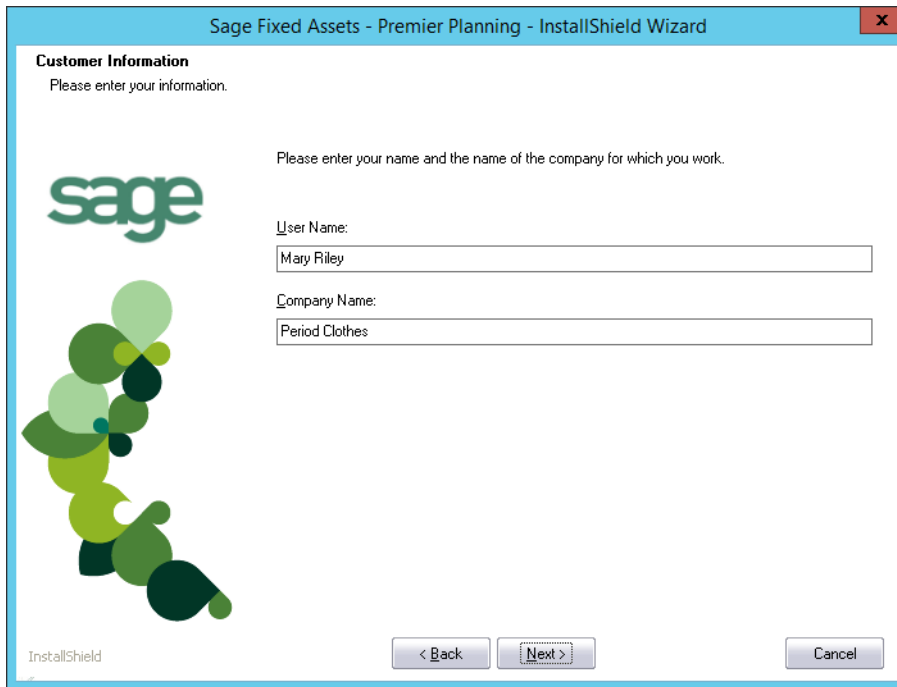 Sage Fixed Assets - Premier Planning - InstallShield Wizard
x
Customer Information
Please enter your information.
Please enter your name and the name of the company for which you work.
sage
User Name:
Mary Riley
Company Name:
Period Clothes
InstallShield
< Back
Next >
Cancel